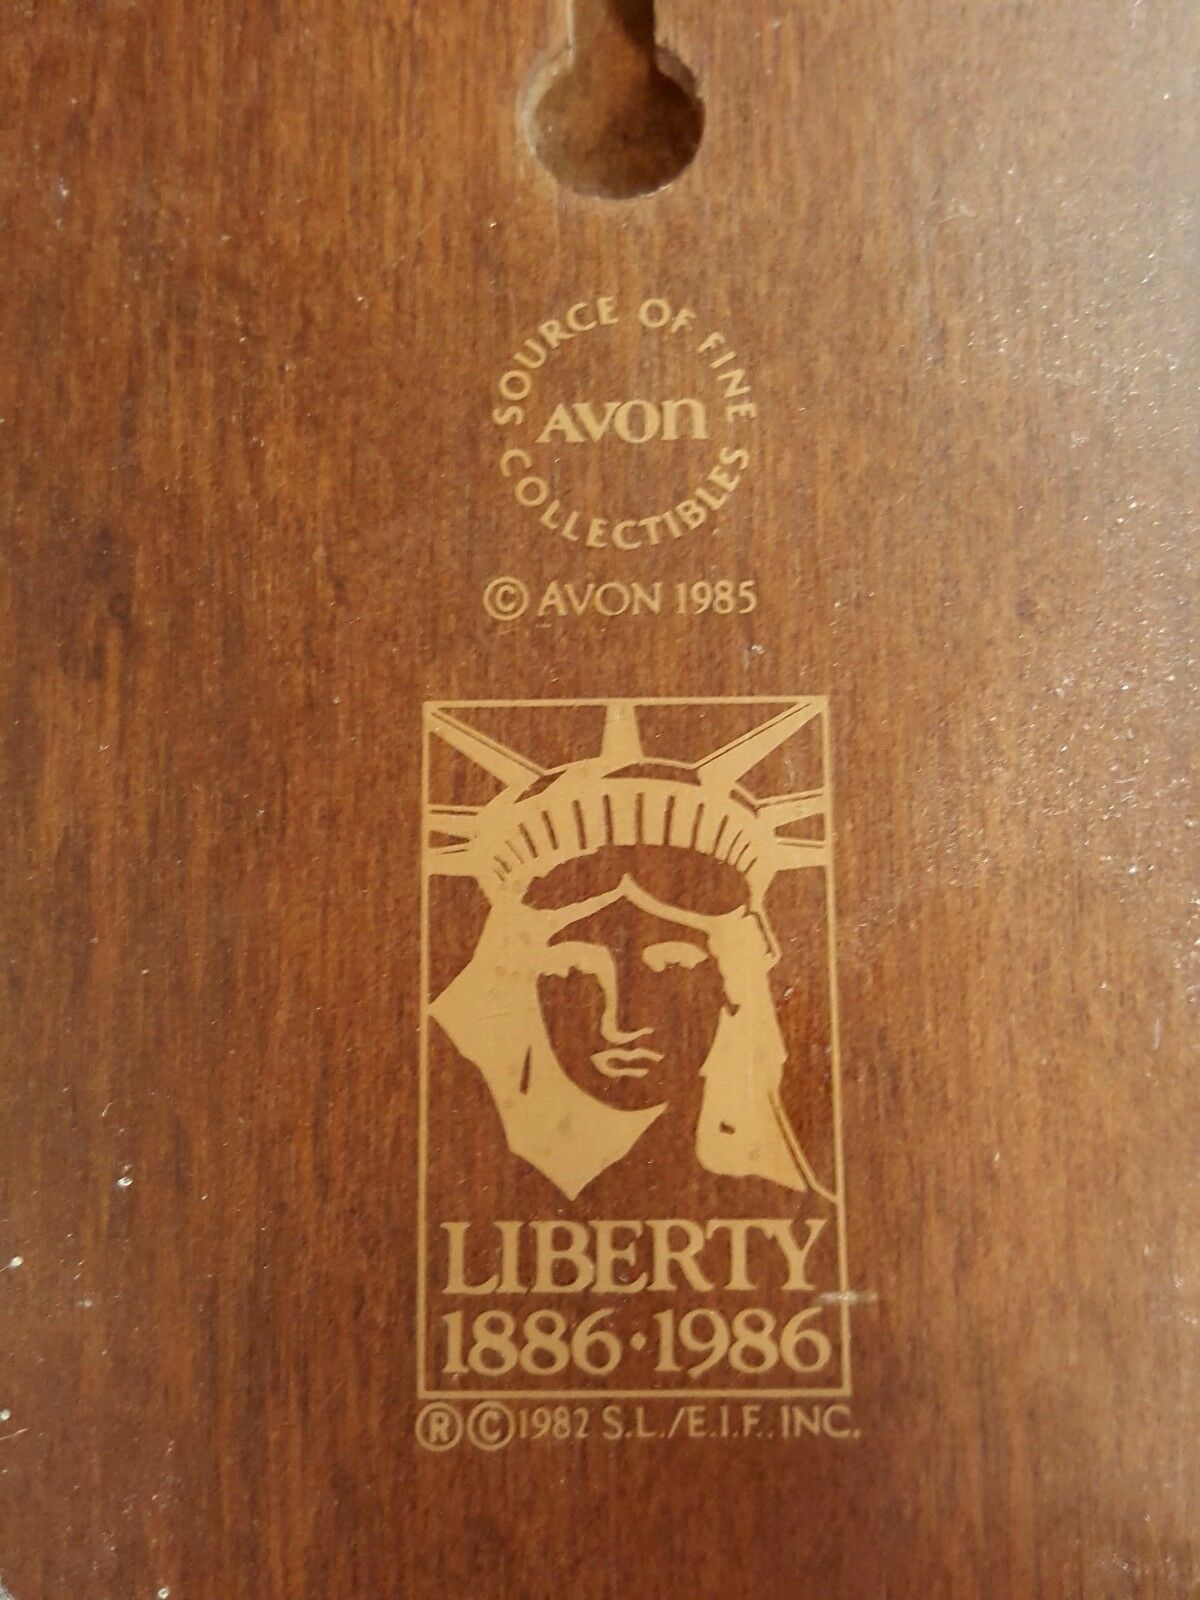 SOURCE OF FINE
AVON
COLLECTIBLES
© AVON 1985
LIBERTY
1886•1986
®©1982 S.L./E.I.F. INC.